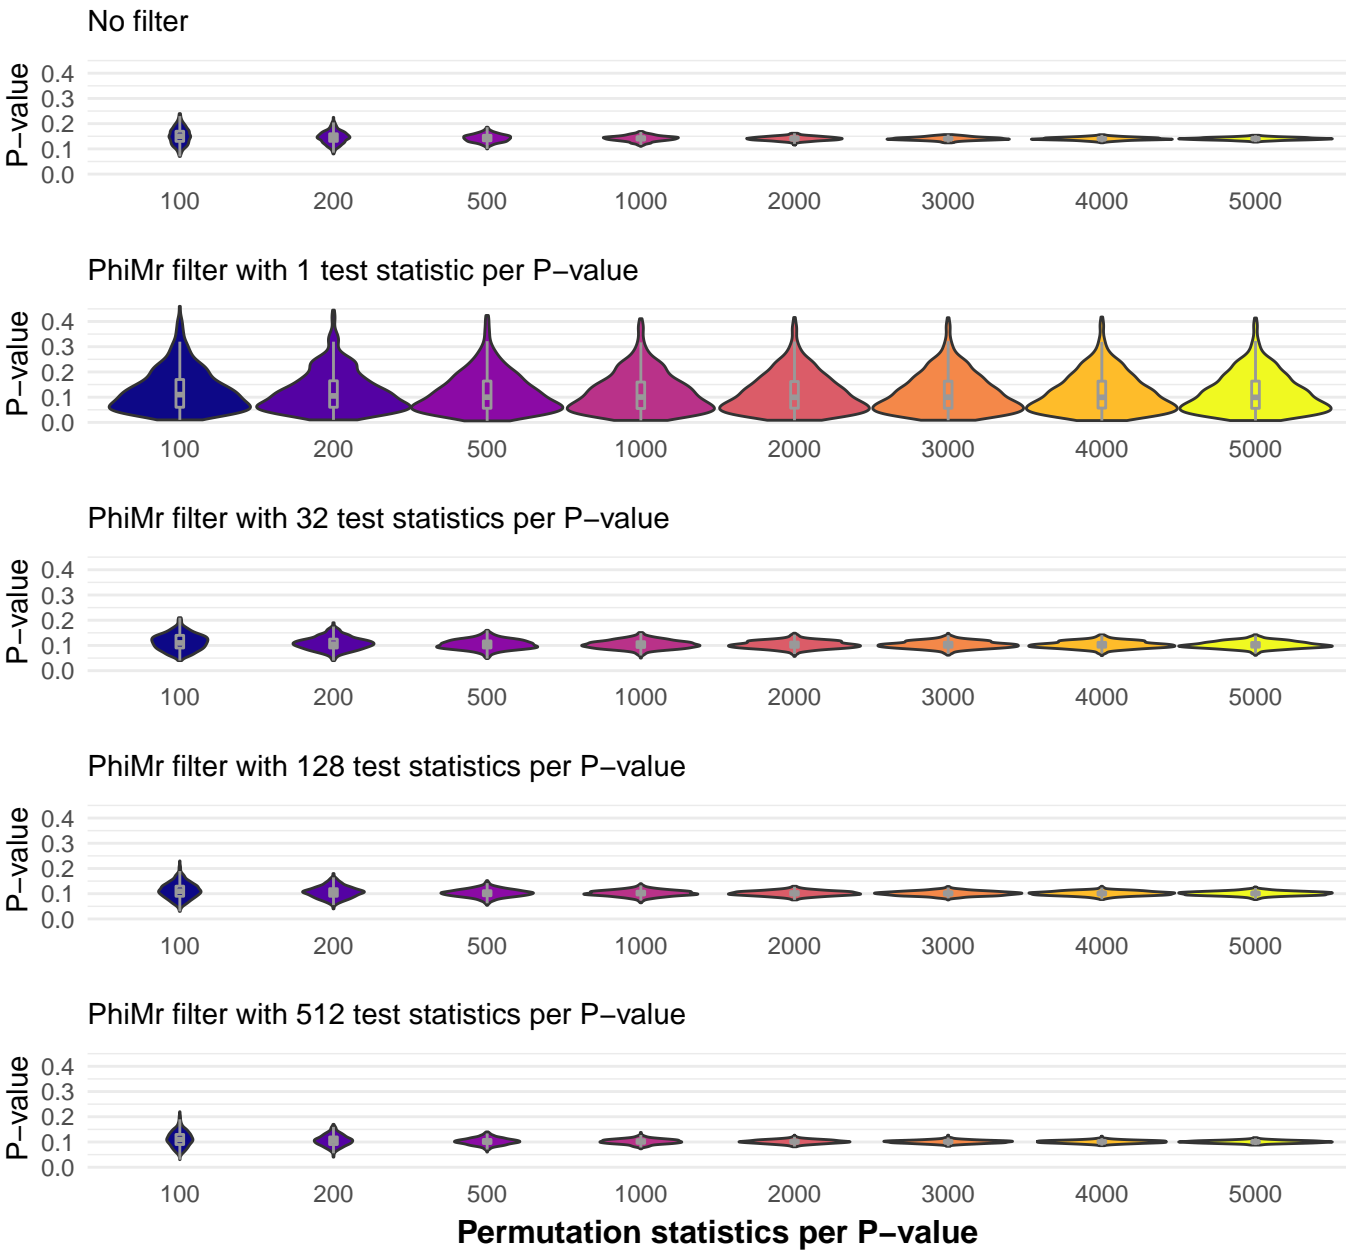 No filter
P−value
0.4
0.3
0.2
0.1
0.0
100 200 500 1000 2000 3000 4000 5000
PhiMr filter with 1 test statistic per P−value
P−value
0.4
0.3
0.2
0.1
0.0
100 200 500 1000 2000 3000 4000 5000
PhiMr filter with 32 test statistics per P−value
P−value
0.4
0.3
0.2
0.1
0.0
100 200 500 1000 2000 3000 4000 5000
PhiMr filter with 128 test statistics per P−value
P−value
0.4
0.3
0.2
0.1
0.0
100 200 500 1000 2000 3000 4000 5000
PhiMr filter with 512 test statistics per P−value
P−value
0.4
0.3
0.2
0.1
0.0
100 200 500 1000 2000 3000 4000 5000
Permutation statistics per P−value